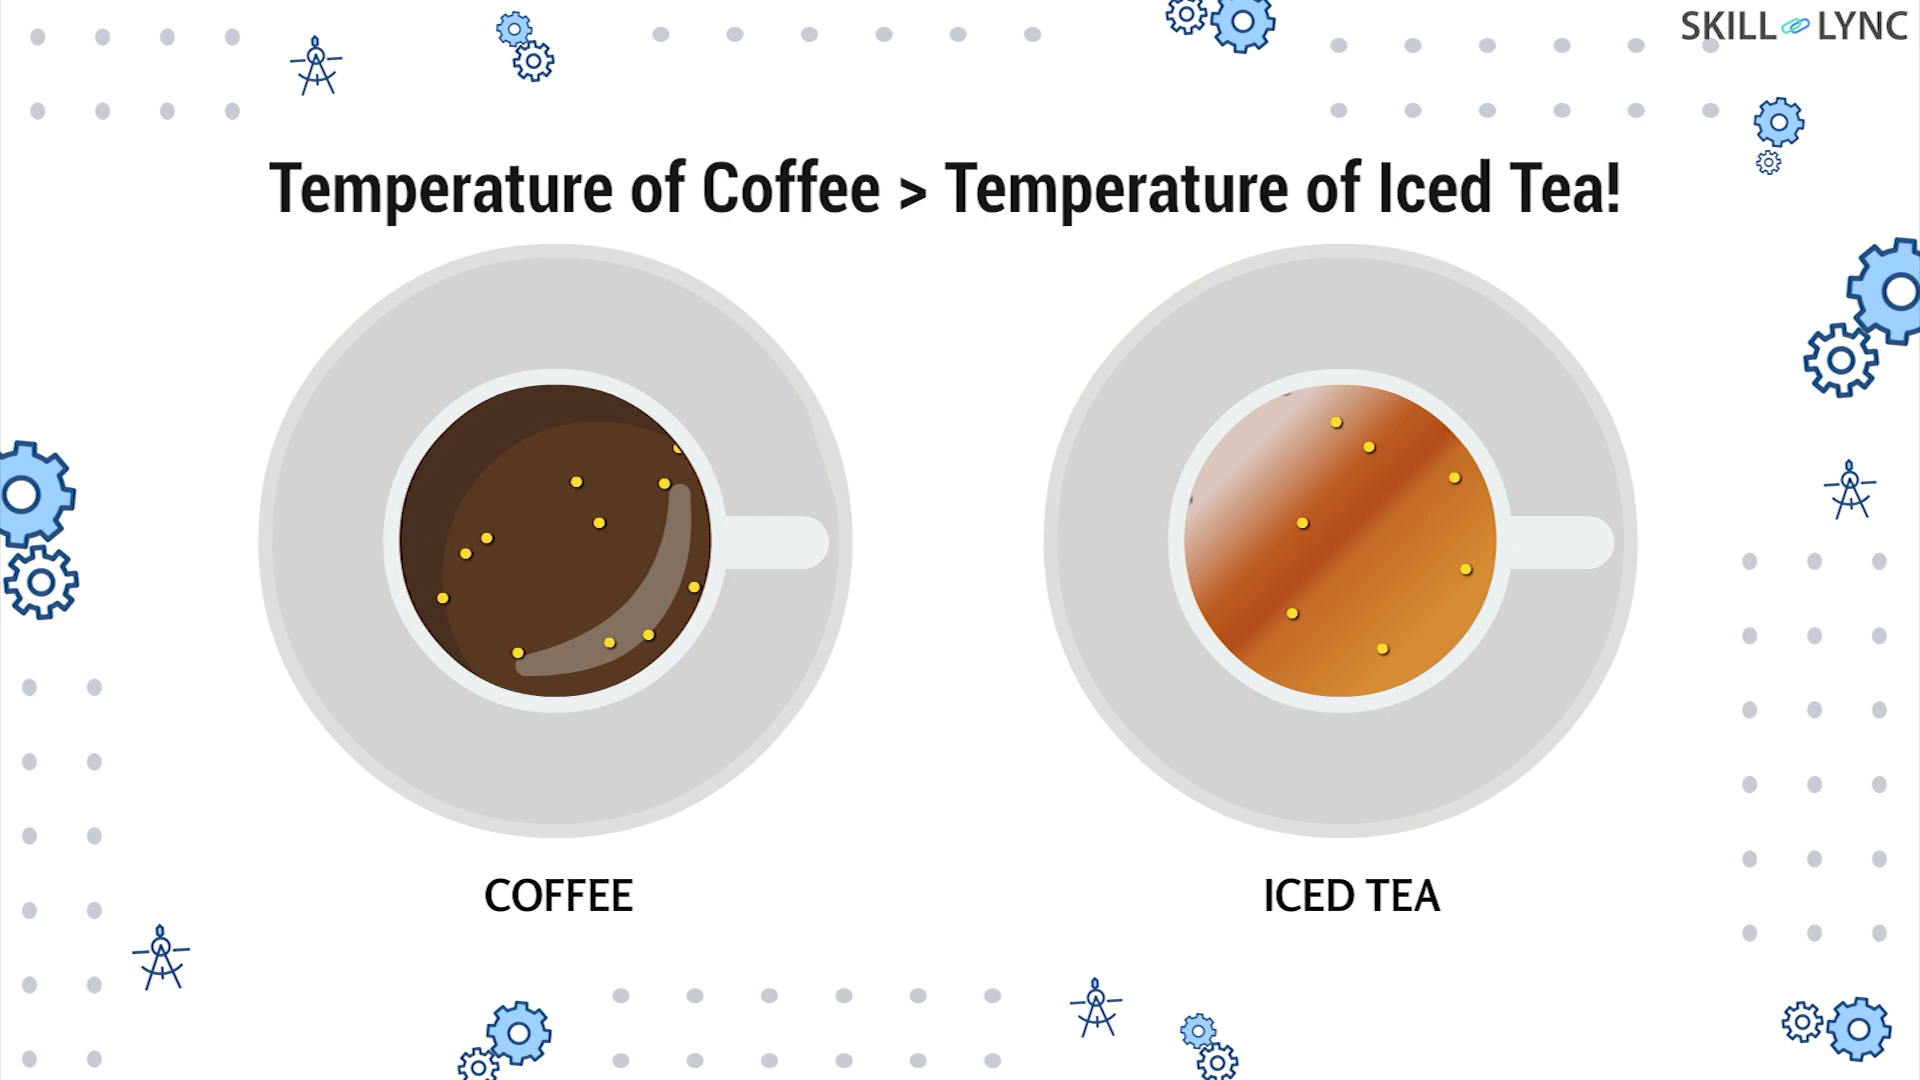 SKILL LYNC
Temperature of Coffee > Temperature of Iced Tea!
COFFEE
ICED TEA